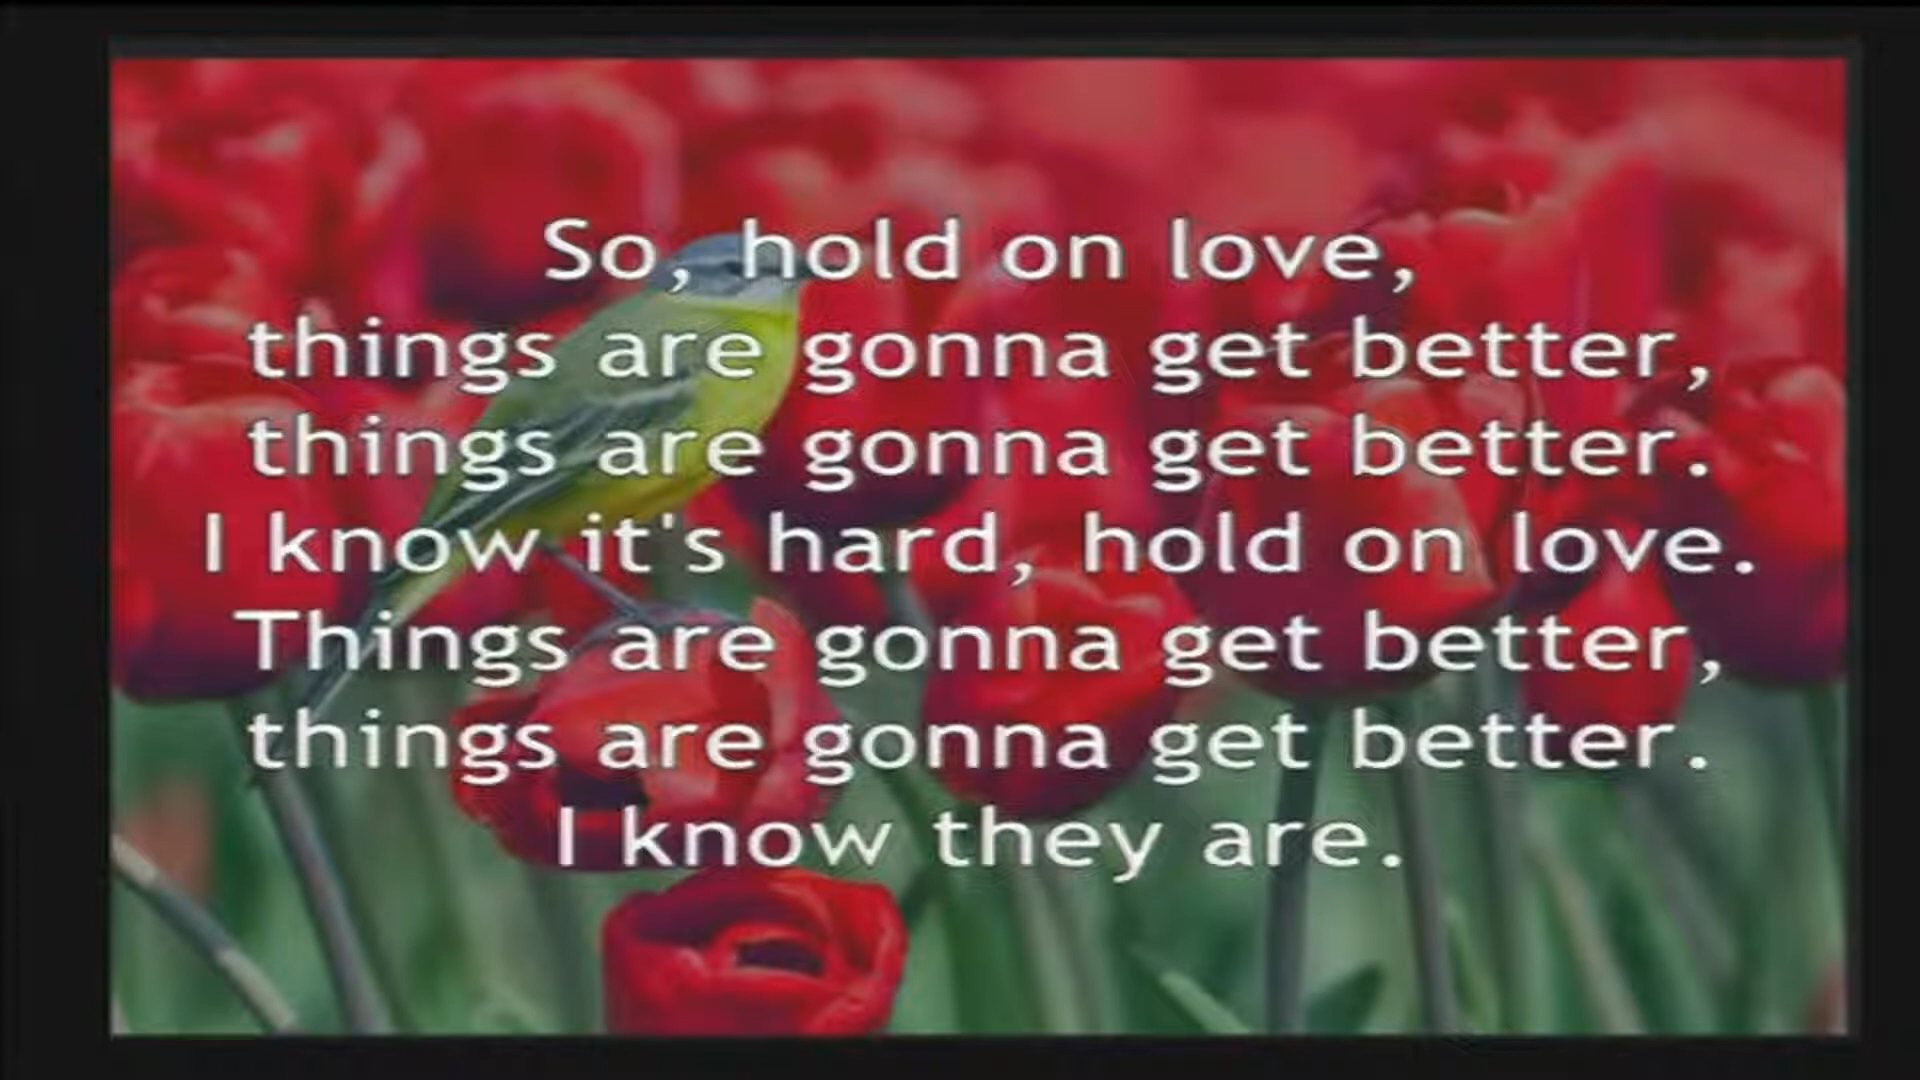 So, hold on love,
things are gonna get better,
things are gonna get better.
I know it's hard, hold on love.
Things are gonna get better,
things are gonna get better.
I know they are.